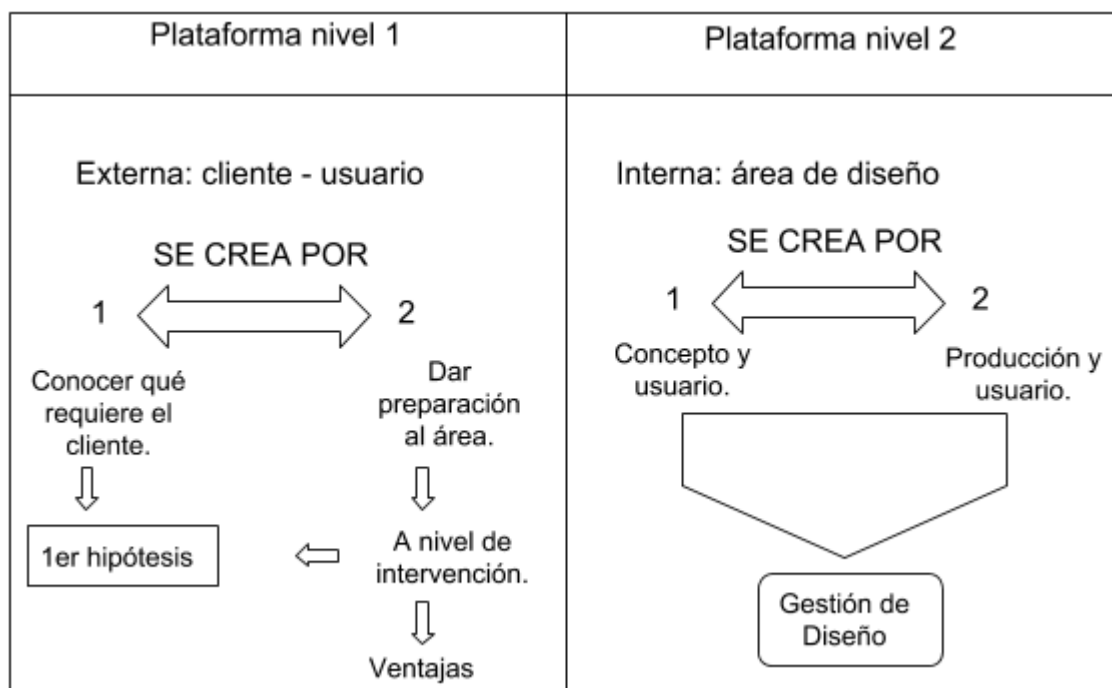 Plataforma nivel 1
Externa: cliente - usuario
SE CREA POR
1
2
Conocer qué
requiere el
cliente.
Dar
preparación
al área.
1er hipótesis
A nivel de
intervención.
Ventajas
Plataforma nivel 2
Interna: área de diseño
SE CREA POR
1
2
Concepto y
usuario.
Producción y
usuario.
Gestión de
Diseño